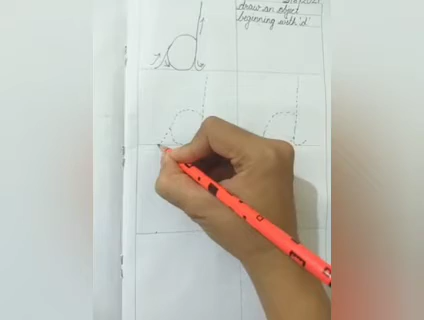 d
draw an object
beginning with 'd'
d
d